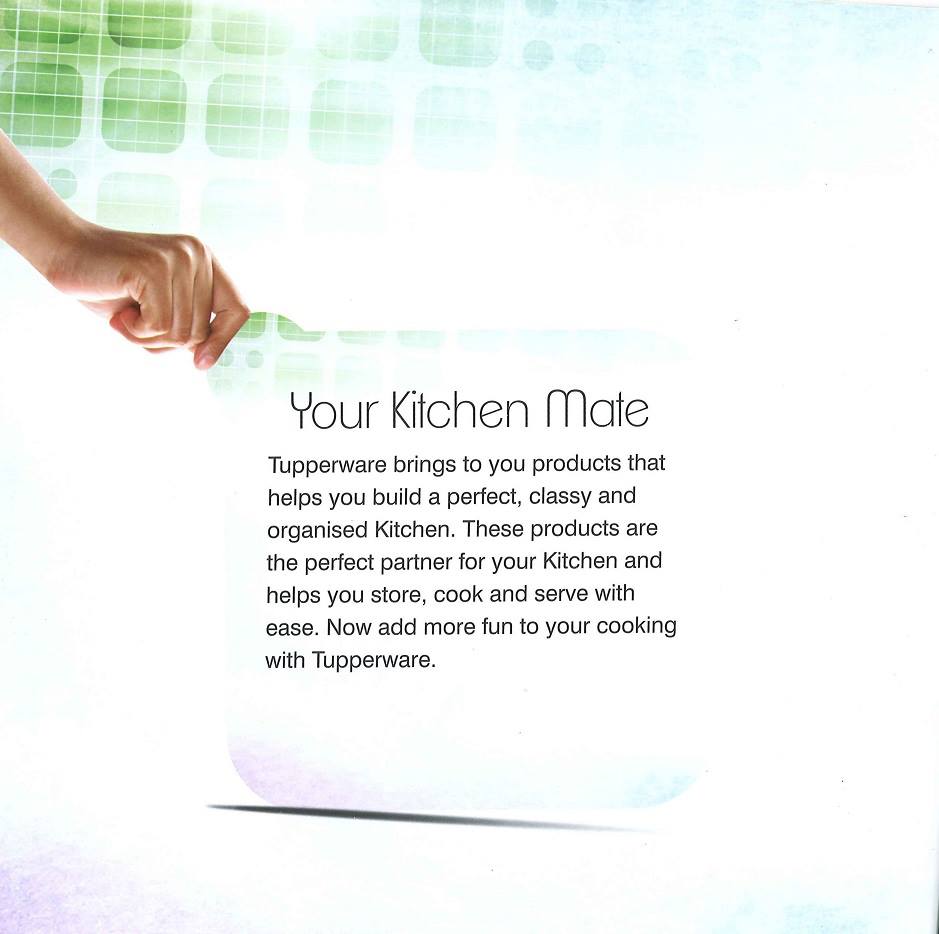 Your Kitchen Mate
Tupperware brings to you products that
helps you build a perfect, classy and
organised Kitchen. These products are
the perfect partner for your Kitchen and
helps you store, cook and serve with
ease. Now add more fun to your cooking
with Tupperware.